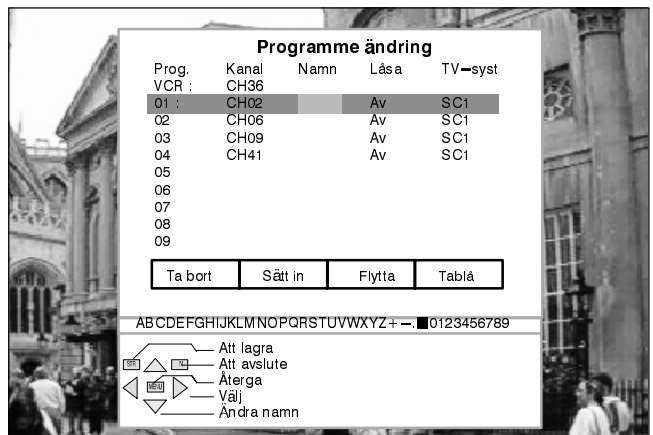 Programme ändring
Prog. Kanal Namn Låsa TV-syst
VCR : CH36
01 : CH02 Av SC1
02 CH06 Av SC1
03 CH09 Av SC1
04 CH41 Av SC1
05
06
07
08
09
Ta bort Sätt in Flytta Tablå
ABCDEFGHIJKLMNOPQRSTUVWXYZ+-.■0123456789
Att lagra
STR N Att avslute
MENU Återga
Välj
Ändra namn